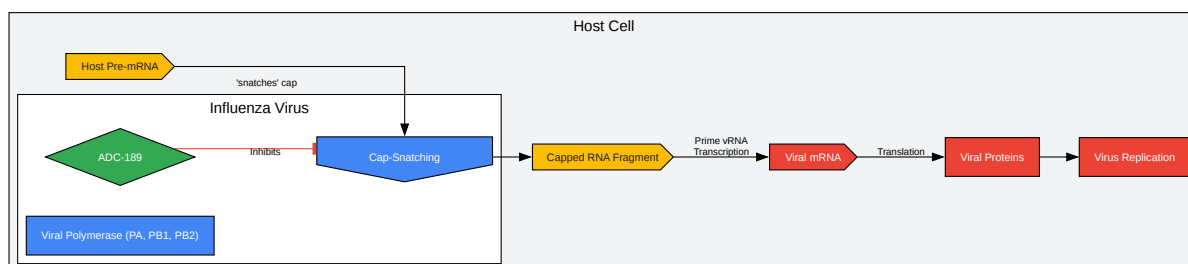 Host Cell
Host Pre-mRNA
'snatches' cap
Influenza Virus
ADC-189
Inhibits
Cap-Snatching
Capped RNA Fragment
Prime vRNA
Transcription
Viral mRNA
Translation
Viral Proteins
Virus Replication
Viral Polymerase (PA, PB1, PB2)